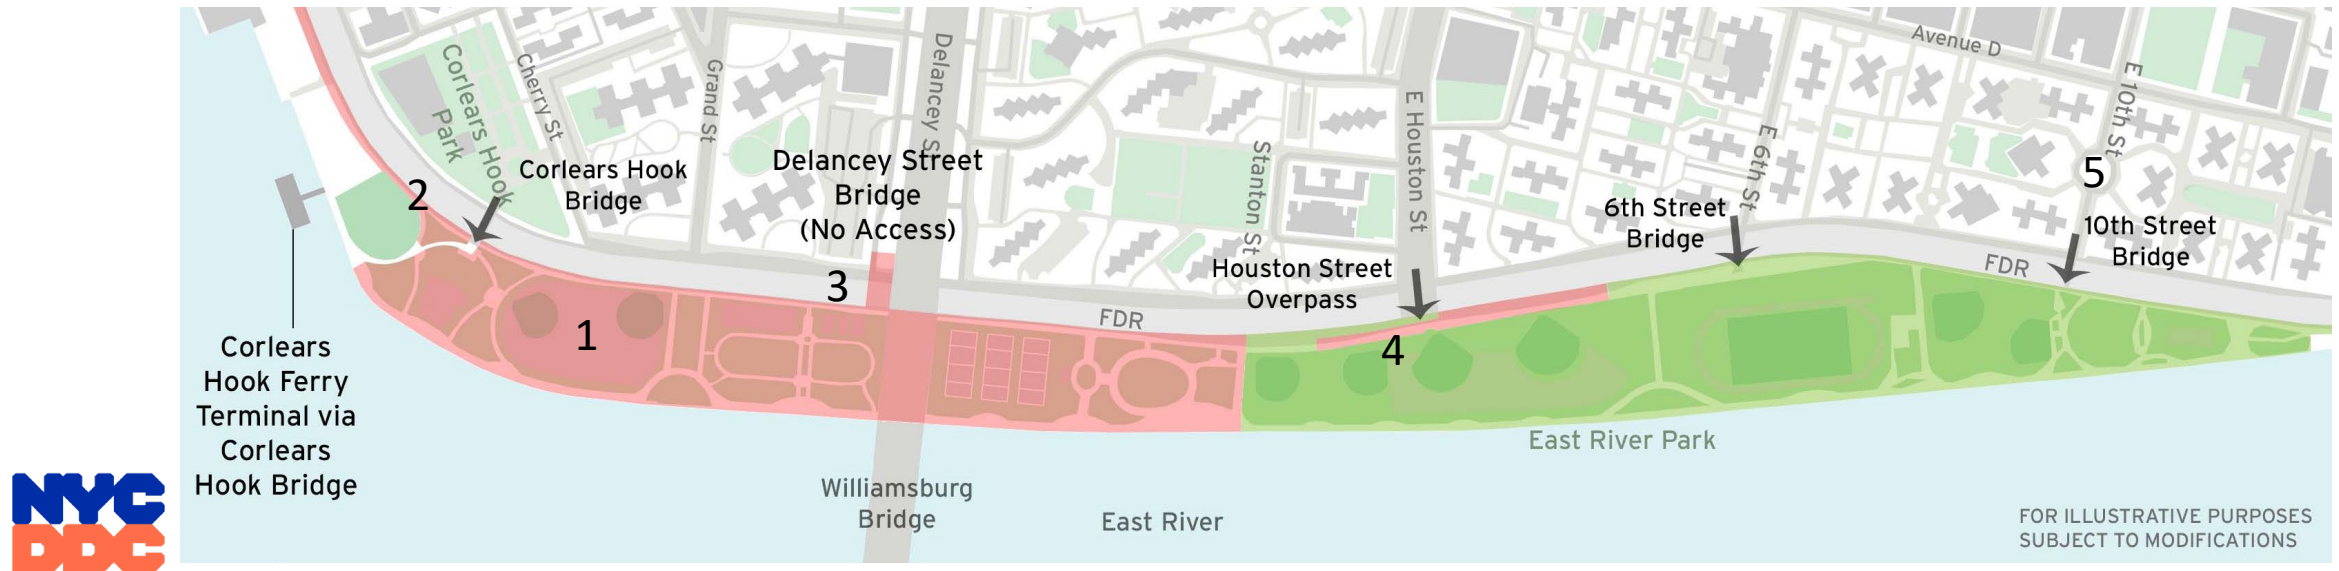 Corlears Hook
Park
Cherry St
Grand St
Delancey S
Stanton St
E Houston St
E 6th St
Avenue D
E 10th St
2
Corlears Hook
Bridge
Delancey Street
Bridge
(No Access)
3
1
Houston Street
Overpass
4
6th Street
Bridge
5
10th Street
Bridge
FDR
FDR
Corlears
Hook Ferry
Terminal via
Corlears
Hook Bridge
East River Park
Williamsburg
Bridge
East River
NYC
DDC
FOR ILLUSTRATIVE PURPOSES
SUBJECT TO MODIFICATIONS